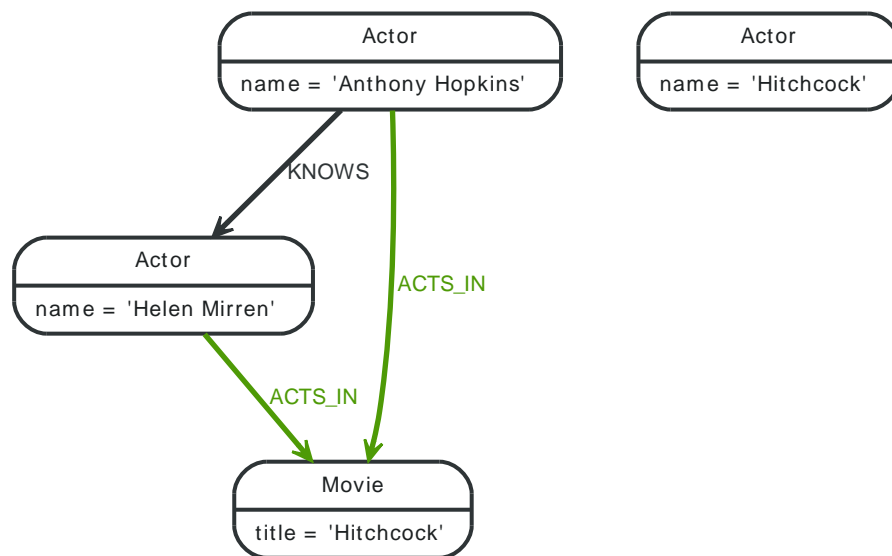 Actor
name = 'Anthony Hopkins'
Actor
name = 'Hitchcock'
KNOWS
Actor
name = 'Helen Mirren'
ACTS_IN
ACTS_IN
Movie
title = 'Hitchcock'